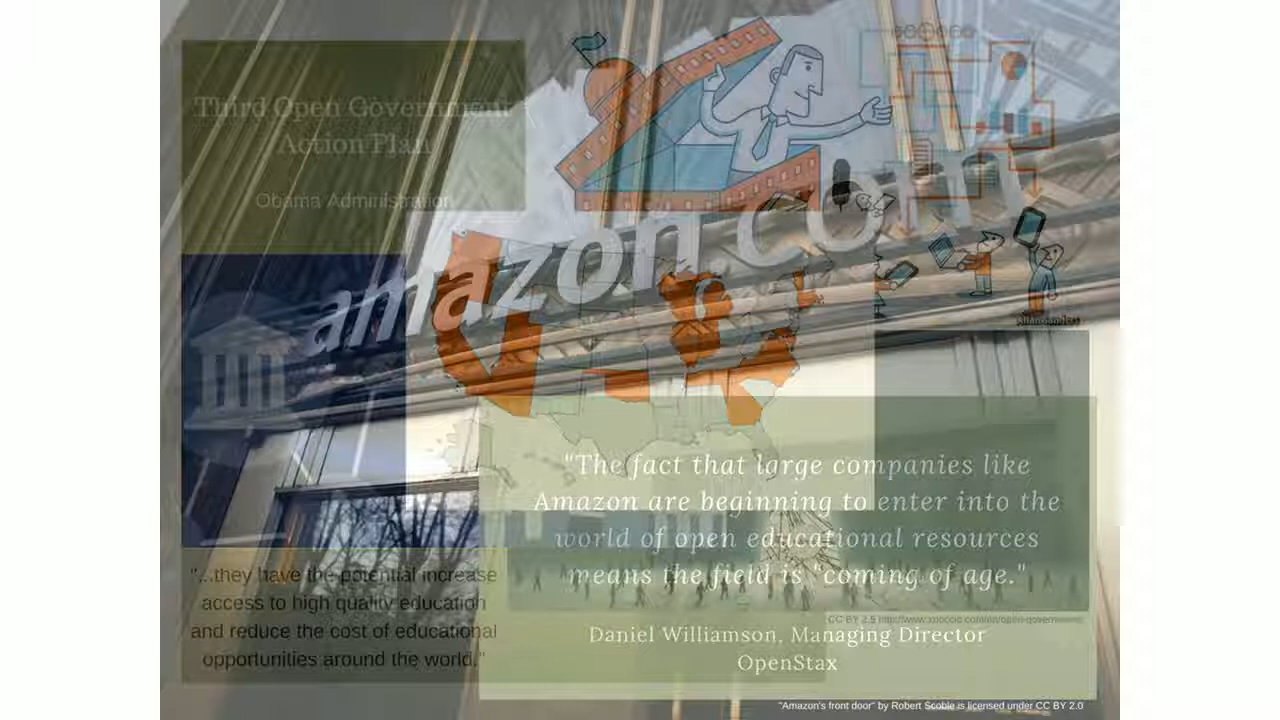 Third Open Government
Action Plan
Obama Administration
amazon.com
"The fact that large companies like
Amazon are beginning to enter into the
world of open educational resources
means the field is "coming of age."
"...they have the potential increase
access to high quality education
and reduce the cost of educational
opportunities around the world."
Daniel Williamson, Managing Director
OpenStax
"Amazon's front door" by Robert Scoble is licensed under CC BY 2.0